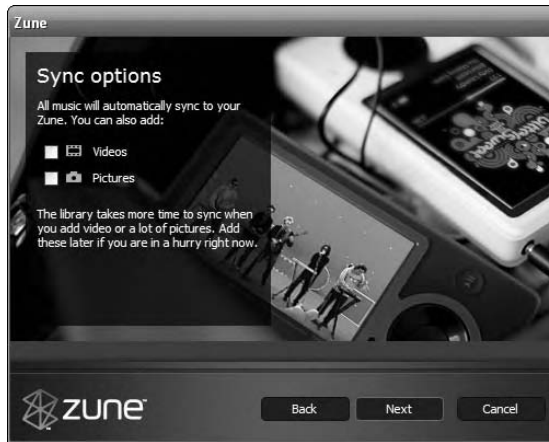 Zune
Sync options
All music will automatically sync to your
Zune. You can also add:
Videos
Pictures
The library takes more time to sync when
you add video or a lot of pictures. Add
these later if you are in a hurry right now.
zune™
Back
Next
Cancel